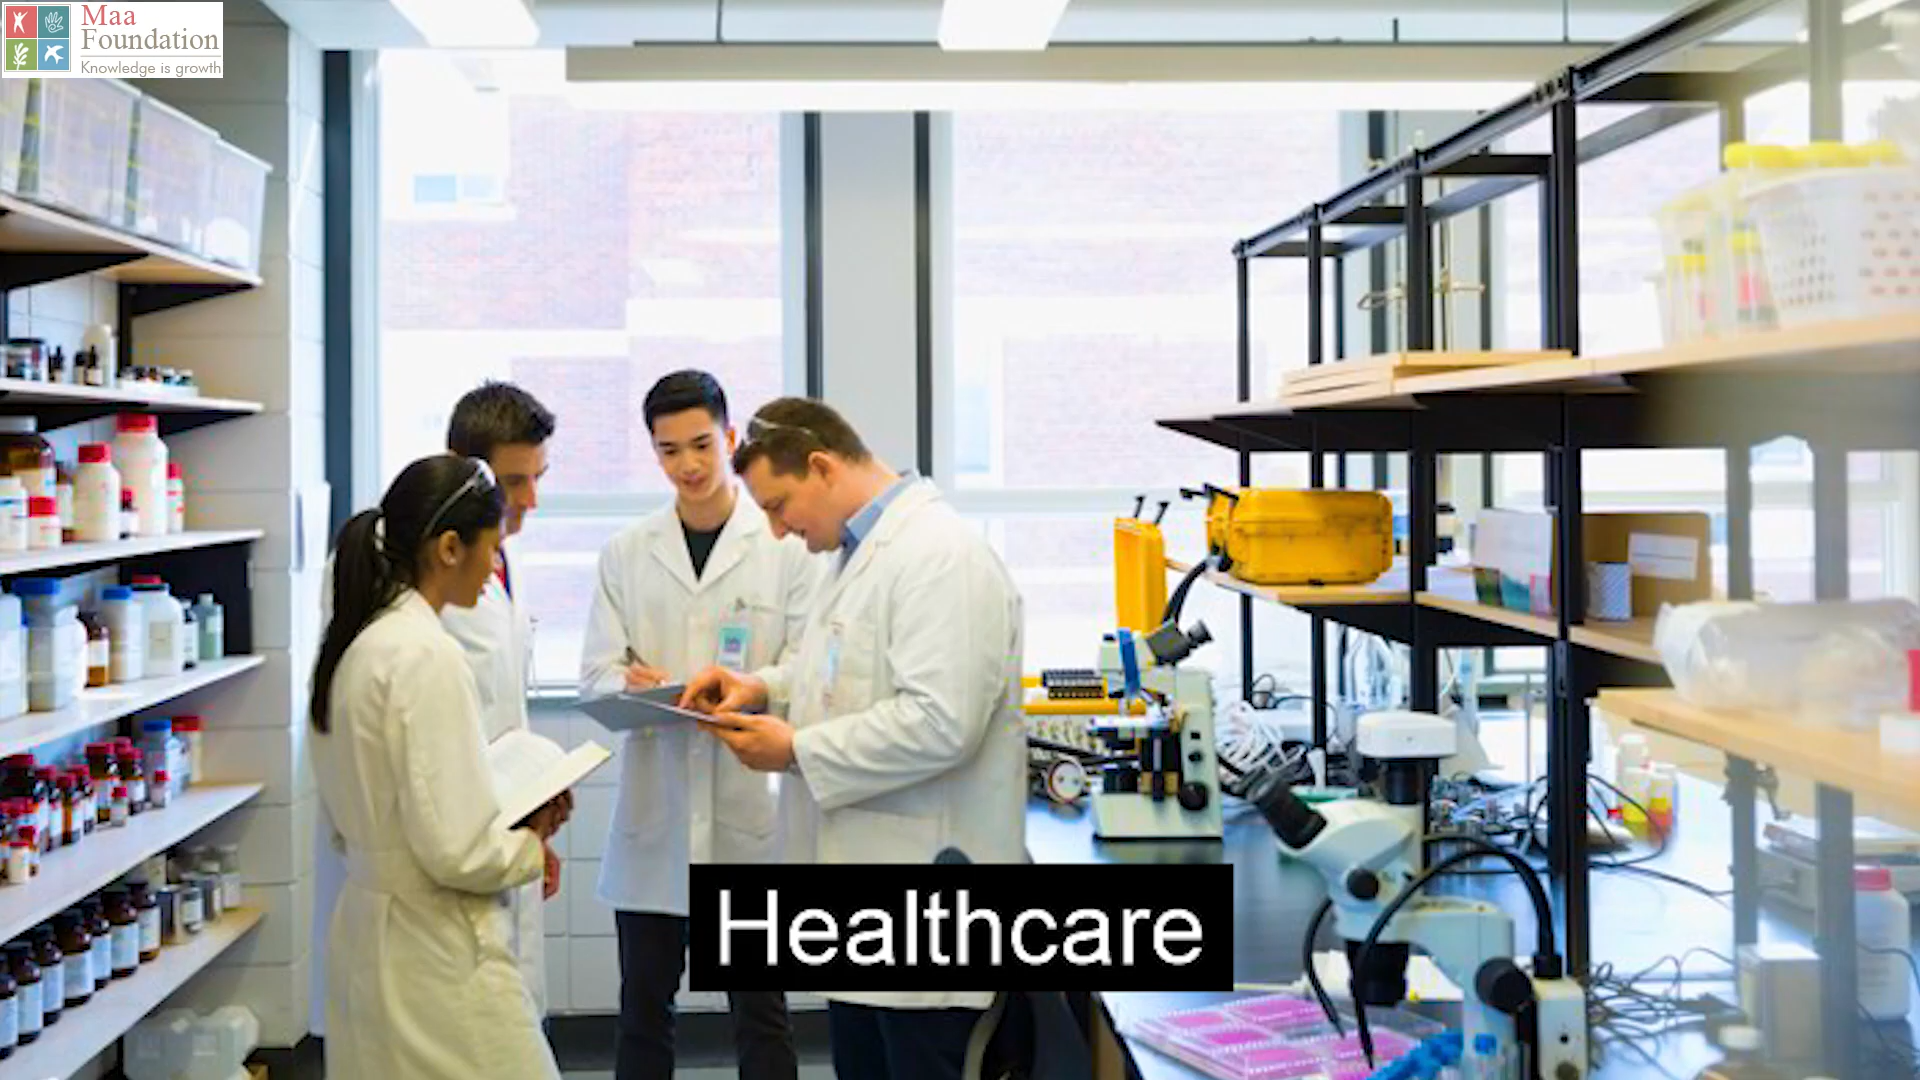 Maa
Foundation
Knowledge is growth
Healthcare